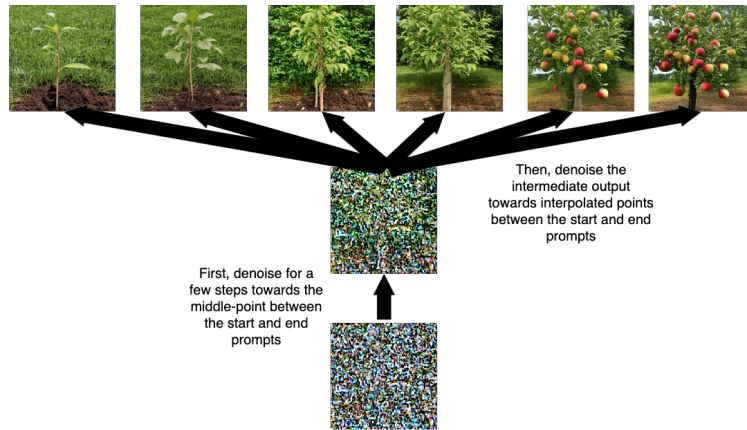 Then, denoise the
intermediate output
towards interpolated points
between the start and end
prompts
First, denoise for a
few steps towards the
middle-point between
the start and end
prompts